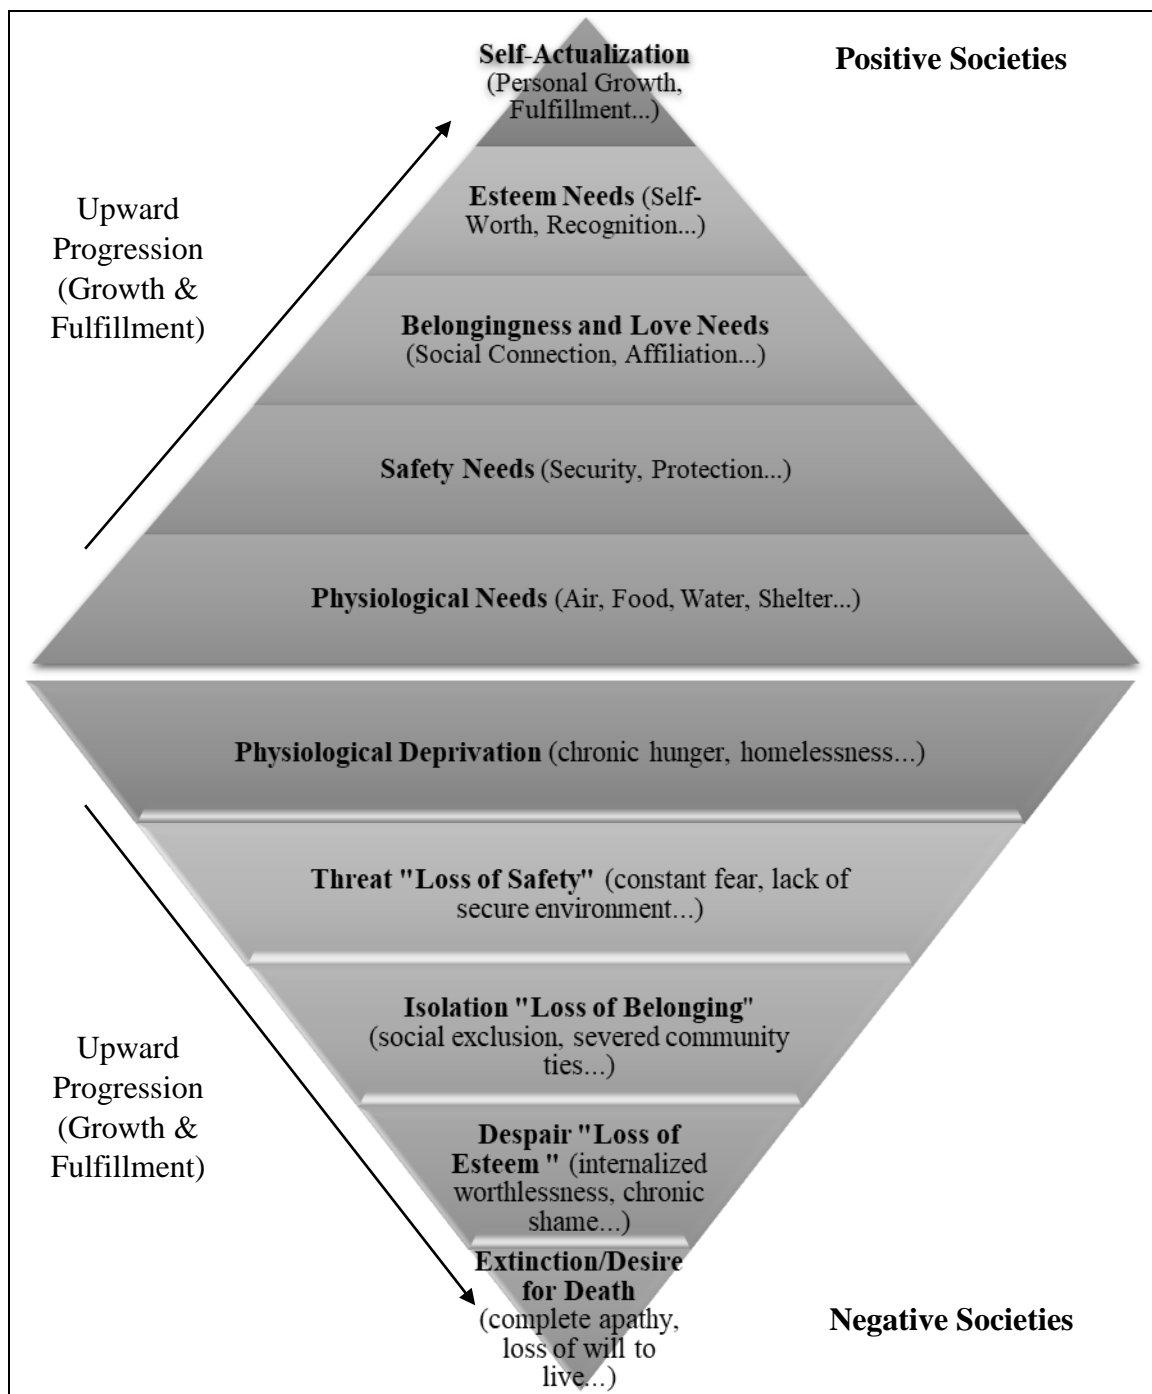 Self-Actualization
(Personal Growth,
Fulfillment...)
Positive Societies
Upward
Progression
(Growth &
Fulfillment)
Esteem Needs (Self-
Worth, Recognition...)
Belongingness and Love Needs
(Social Connection, Affiliation...)
Safety Needs (Security, Protection...)
Physiological Needs (Air, Food, Water, Shelter...)
Physiological Deprivation (chronic hunger, homelessness…)
Threat "Loss of Safety" (constant fear, lack of
secure environment…)
Isolation "Loss of Belonging"
(social exclusion, severed community
ties…)
Upward
Progression
(Growth &
Fulfillment)
Despair "Loss of
Esteem " (internalized
worthlessness, chronic
shame…)
Extinction/Desire
for Death
(complete apathy,
loss of will to
live…)
Negative Societies